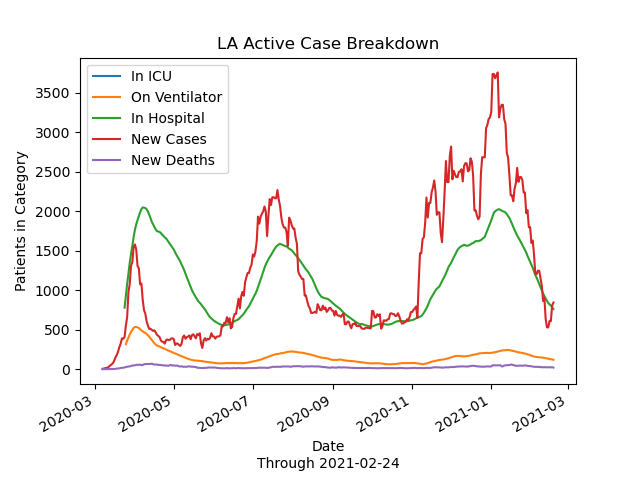 LA Active Case Breakdown
In ICU
On Ventilator
In Hospital
New Cases
New Deaths
Patients in Category
3500
3000
2500
2000
1500
1000
500
0
2020-03
2020-05
2020-07
2020-09
2020-11
2021-01
2021-03
Date
Through 2021-02-24